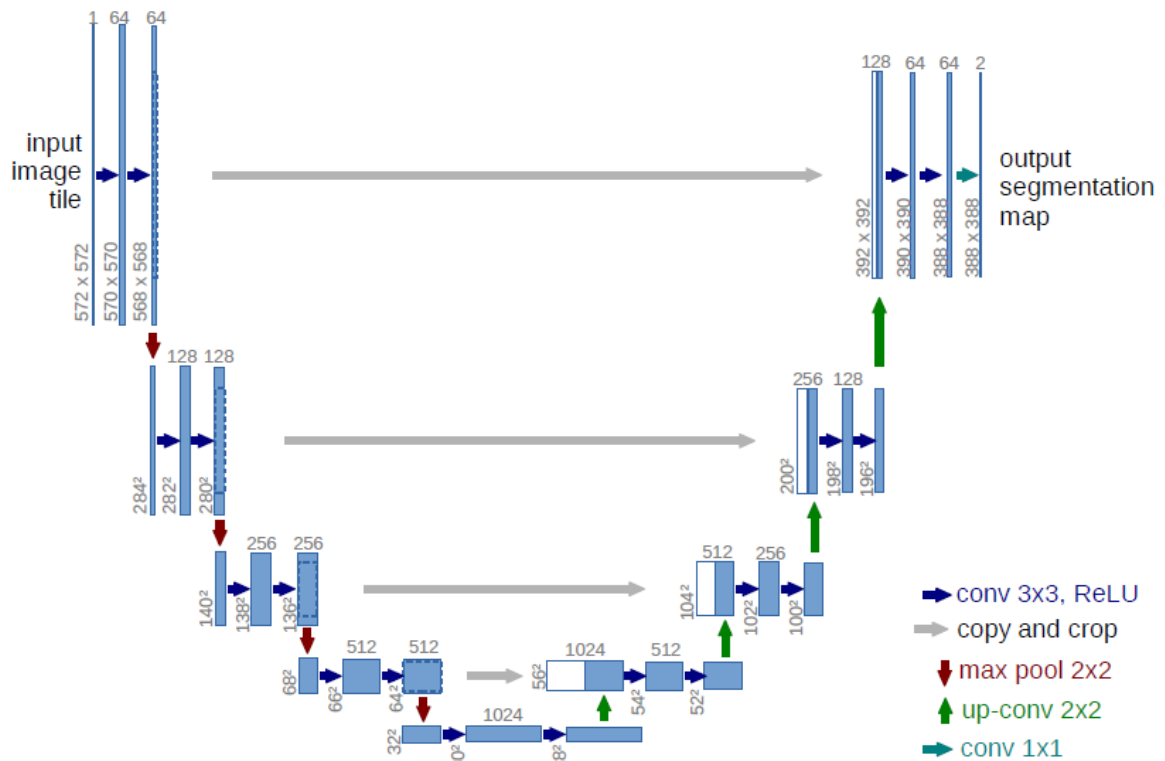 1 64 64
input
image
tile
572 x 572
570 x 570
568 x 568
128 64 64 2
392 x 392
390 x 390
388 x 388
388 x 388
output
segmentation
map
128 128
284²
282²
280²
256 128
200²
198²
196²
256 256
140²
138²
136²
512 256
104²
102²
100²
512 512
68²
66²
64²
1024 512
56²
54²
52²
1024
32²
0²
8²
conv 3x3, ReLU
copy and crop
max pool 2x2
up-conv 2x2
conv 1x1